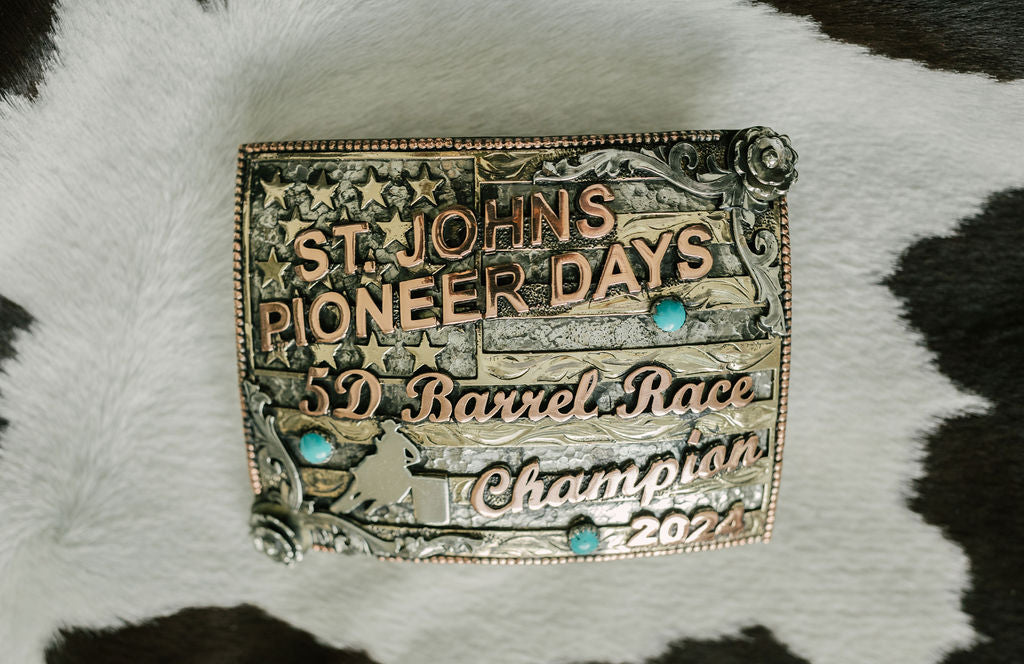 ST. JOHNS
PIONEER DAYS
5D Barrel Race
Champion
2024